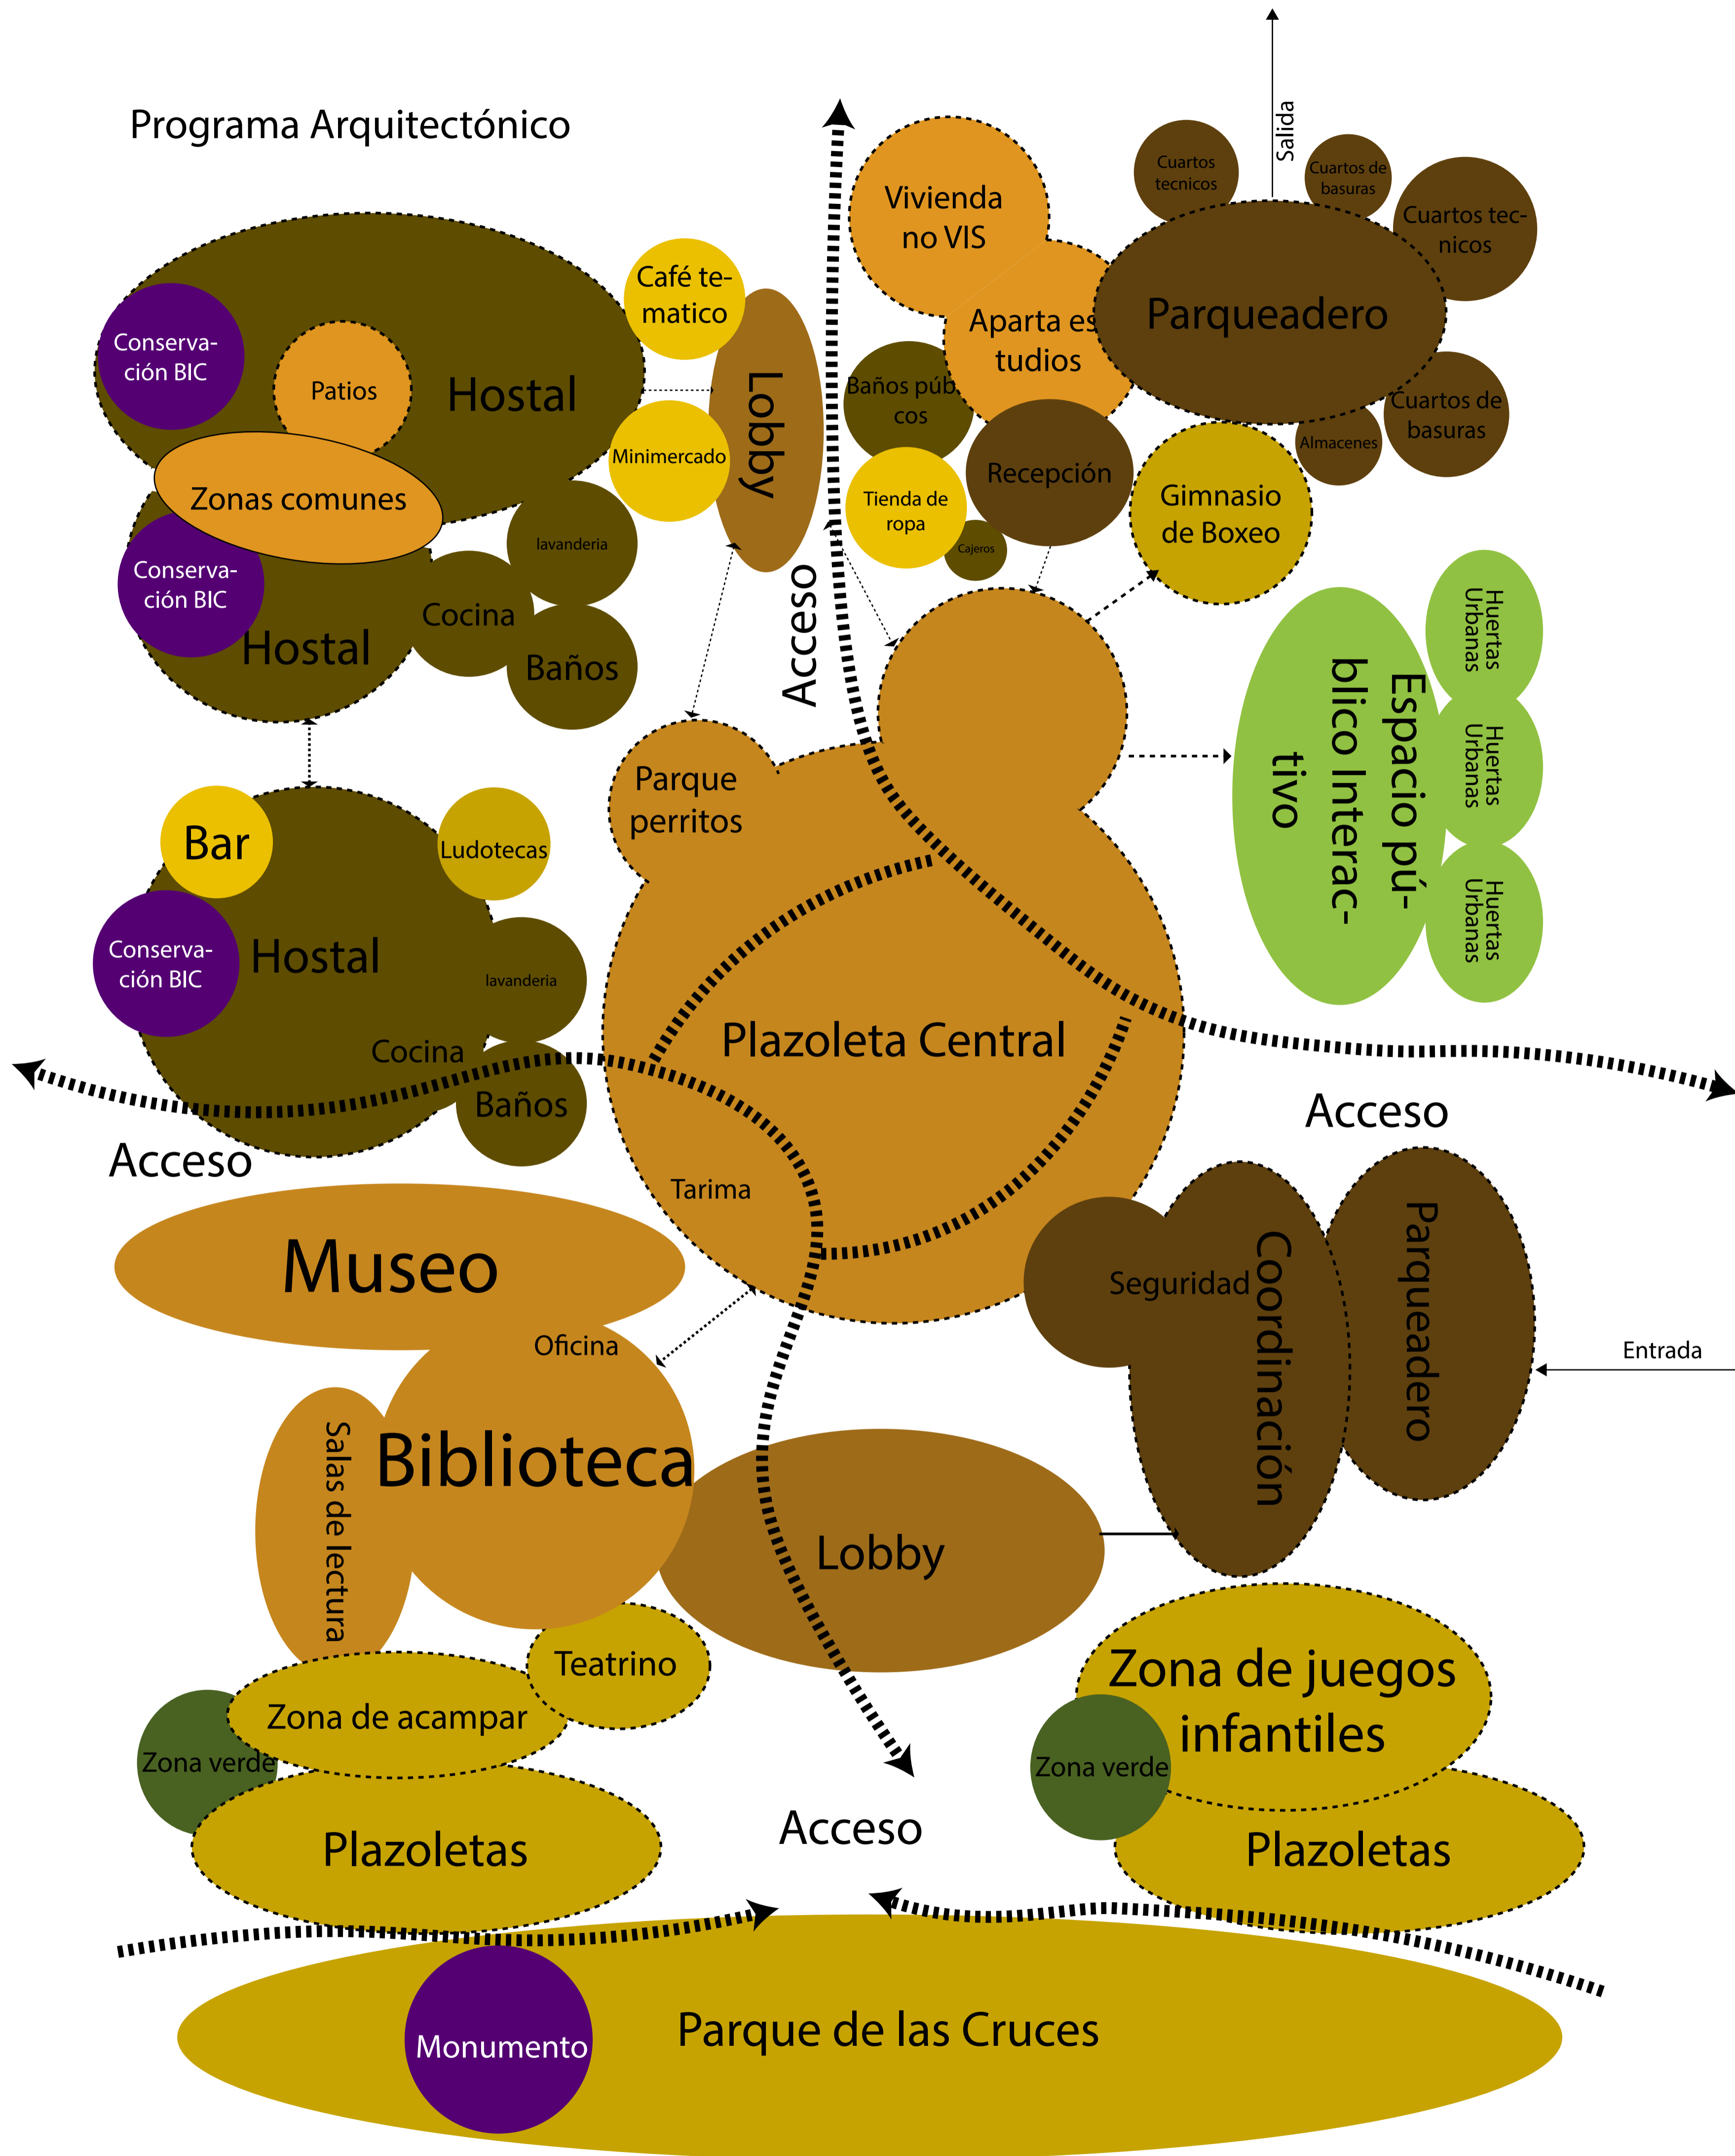 Programa Arquitectónico
Salida
Vivienda
no VIS
Cuartos
tecnicos
Cuartos de
basuras
Cuartos tec-
nicos
Parqueadero
Aparta es
tudios
Café te-
matico
Conserva-
ción BIC
Patios
Hostal
Lobby
Baños púb
cos
Minimercado
Recepción
Almacenes
Cuartos de
basuras
Tienda de
ropa
Gimnasio
de Boxeo
Cajeros
Zonas comunes
lavanderia
Conserva-
ción BIC
Cocina
Hostal
Baños
Acceso
Espacio pú-
blico Interac-
tivo
Huertas
Urbanas
Huertas
Urbanas
Huertas
Urbanas
Parque
perritos
Bar
Ludotecas
Conserva-
ción BIC
Hostal
lavanderia
Cocina
Baños
Plazoleta Central
Acceso
Acceso
Tarima
Museo
Seguridad
Coordinación
Parqueadero
Entrada
Oficina
Biblioteca
Salas de lectura
Lobby
Teatrino
Zona de acampar
Zona verde
Plazoletas
Zona de juegos
infantiles
Zona verde
Plazoletas
Acceso
Parque de las Cruces
Monumento